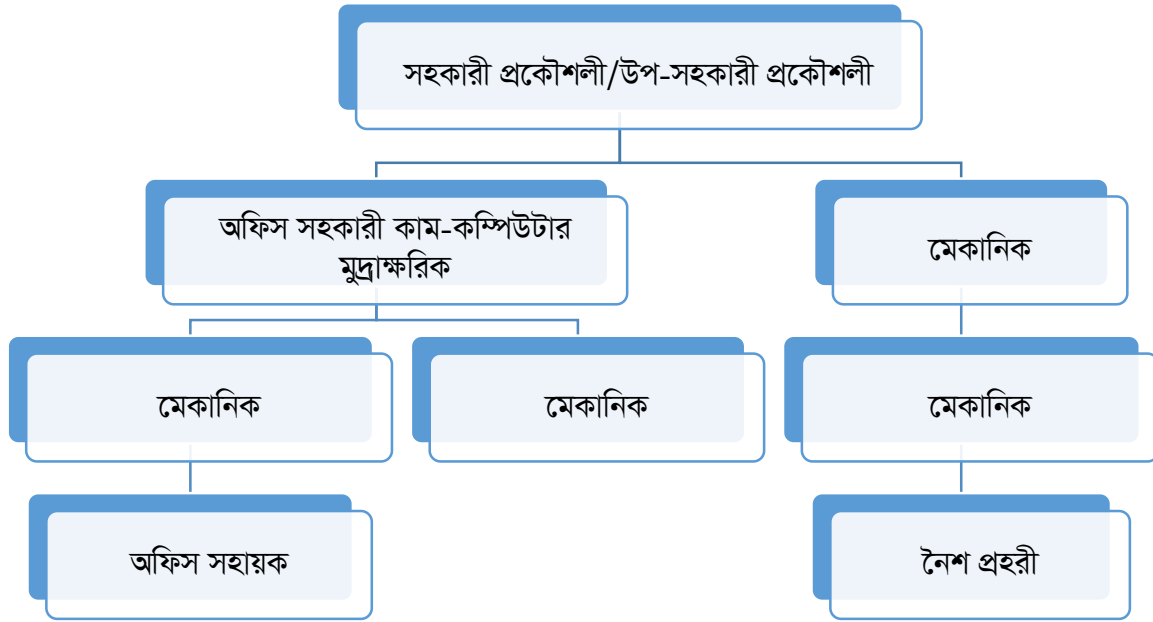 সহকারী প্রকৌশলী/উপ-সহকারী প্রকৌশলী
অফিস সহকারী কাম-কম্পিউটার
মুদ্রাক্ষরিক
মেকানিক
মেকানিক
মেকানিক
মেকানিক
অফিস সহায়ক
নৈশ প্রহরী